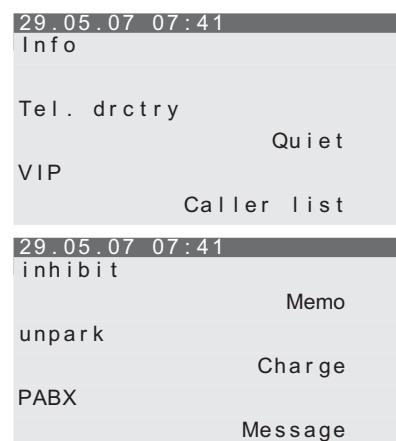 29.05.07 07:41
Info
Tel. drctry
Quiet
VIP
Caller list
29.05.07 07:41
inhibit
Memo
unpark
Charge
PABX
Message